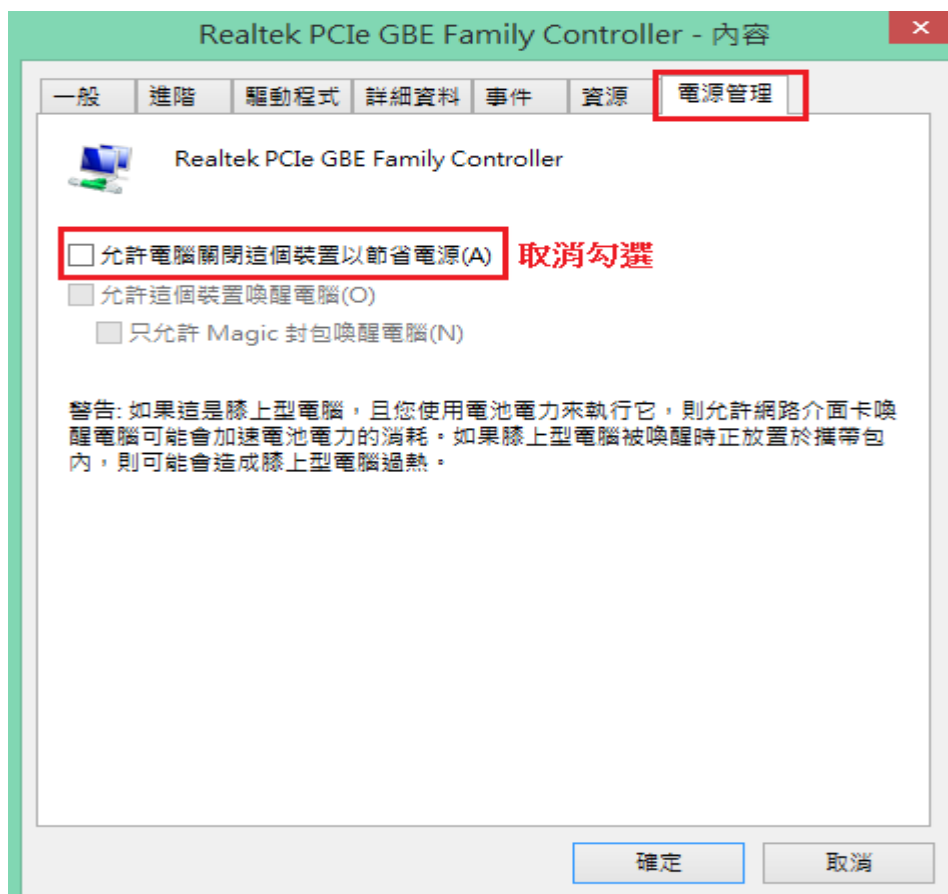 Realtek PCIe GBE Family Controller - 內容
一般 進階 驅動程式 詳細資料 事件 資源 電源管理
Realtek PCIe GBE Family Controller
允許電腦關閉這個裝置以節省電源(A) 取消勾選
允許這個裝置喚醒電腦(O)
只允許 Magic 封包喚醒電腦(N)
警告: 如果這是膝上型電腦，且您使用電池電力來執行它，則允許網路介面卡喚
醒電腦可能會加速電池電力的消耗。如果膝上型電腦被喚醒時正放置於攜帶包
內，則可能會造成膝上型電腦過熱。
確定 取消